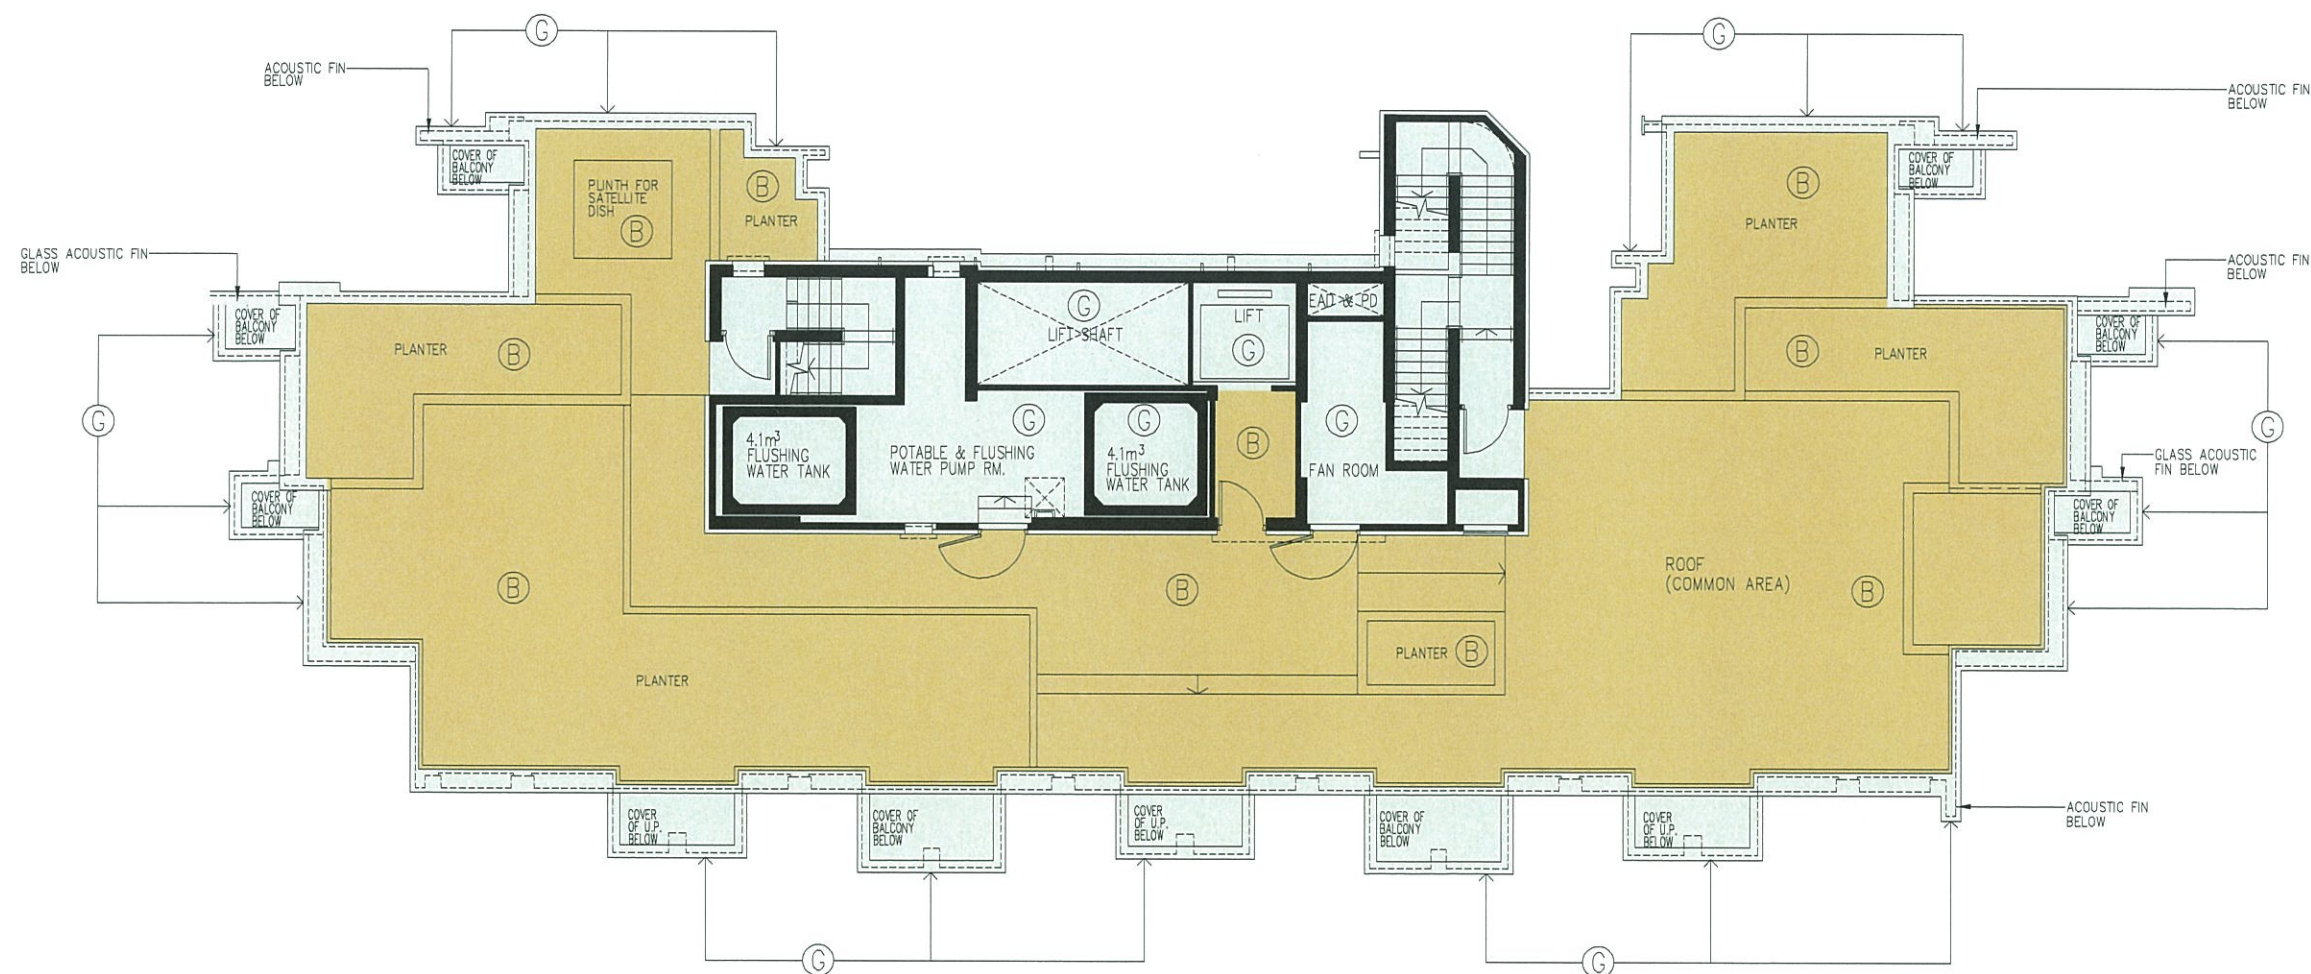 G
G
ACOUSTIC FIN
BELOW
ACOUSTIC FIN
BELOW
COVER OF
BALCONY
BELOW
PLINTH FOR
SATELLITE
DISH
B
B
PLANTER
B
PLANTER
COVER OF
BALCONY
BELOW
GLASS ACOUSTIC FIN
BELOW
ACOUSTIC FIN
BELOW
COVER OF
BALCONY
BELOW
PLANTER
B
G
LIFT SHAFT
LIFT
G
EAD & PD
B
PLANTER
COVER OF
BALCONY
BELOW
G
G
4.1m³
FLUSHING
WATER TANK
G
POTABLE & FLUSHING
WATER PUMP RM.
G
4.1m³
FLUSHING
WATER TANK
B
G
FAN ROOM
GLASS ACOUSTIC
FIN BELOW
COVER OF
BALCONY
BELOW
COVER OF
BALCONY
BELOW
B
B
ROOF
(COMMON AREA)
B
PLANTER
B
PLANTER
COVER
OF U.P.
BELOW
COVER OF
BALCONY
BELOW
COVER
OF U.P.
BELOW
COVER OF
BALCONY
BELOW
COVER
OF U.P.
BELOW
ACOUSTIC FIN
BELOW
G
G